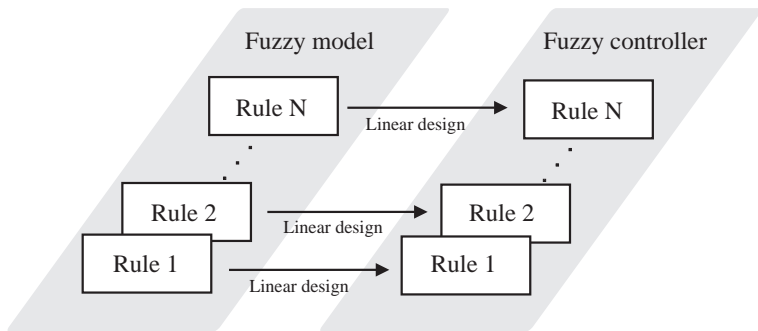 Fuzzy model
Fuzzy controller
Rule N
Linear design
Rule N
Rule 2
Linear design
Rule 2
Rule 1
Linear design
Rule 1